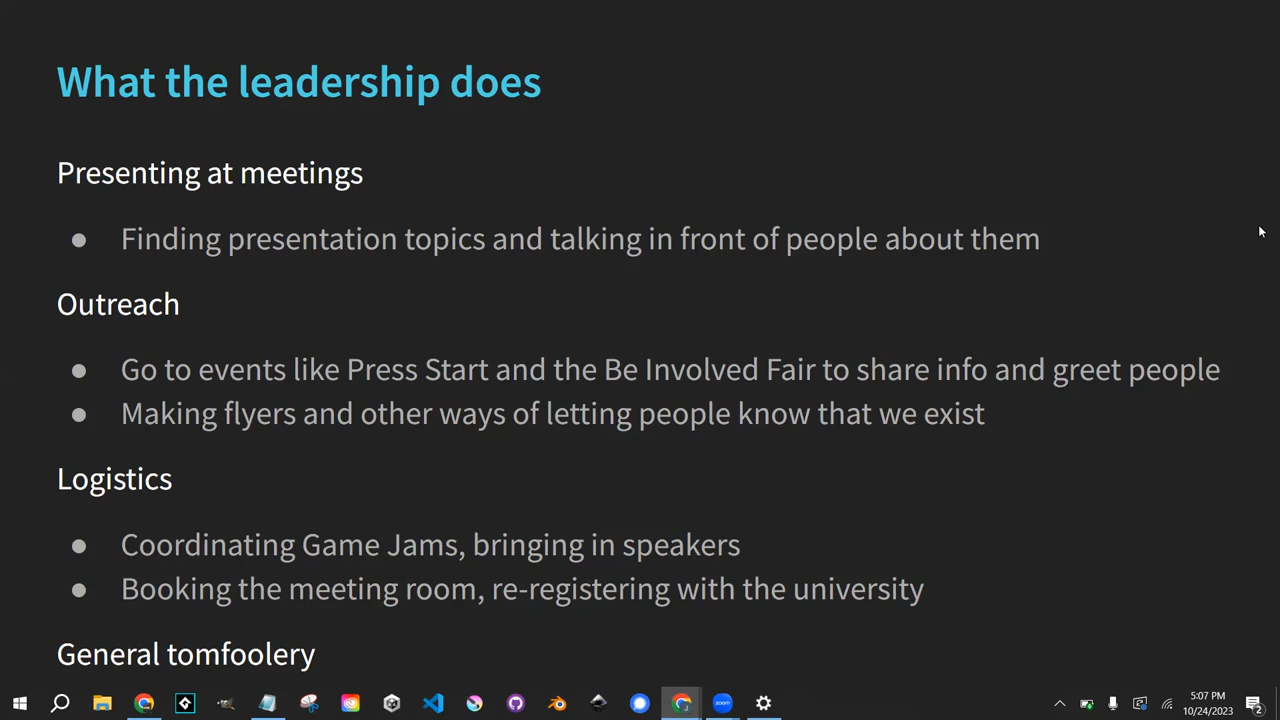 What the leadership does
Presenting at meetings
● Finding presentation topics and talking in front of people about them
Outreach
● Go to events like Press Start and the Be Involved Fair to share info and greet people
● Making flyers and other ways of letting people know that we exist
Logistics
● Coordinating Game Jams, bringing in speakers
● Booking the meeting room, re-registering with the university
General tomfoolery
zoom
5:07 PM
10/24/2023
2